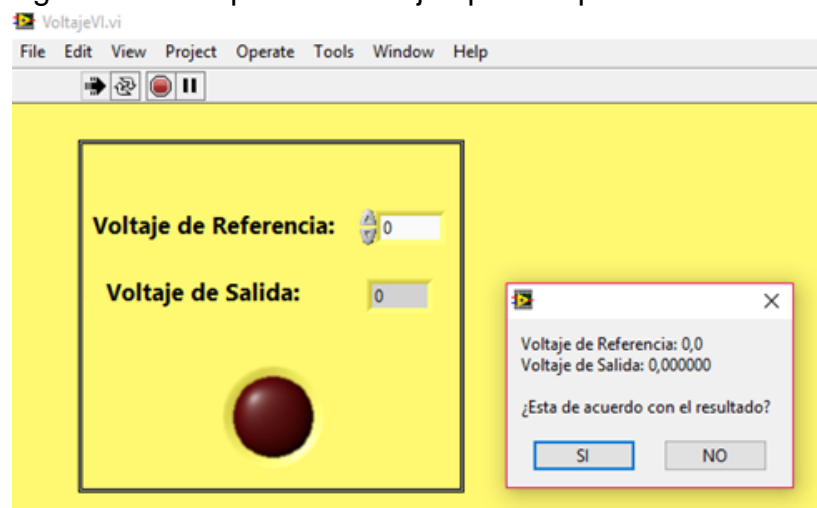 VoltajeVI.vi
File Edit View Project Operate Tools Window Help
Voltaje de Referencia: 0
Voltaje de Salida: 0
Voltaje de Referencia: 0,0
Voltaje de Salida: 0,000000
¿Esta de acuerdo con el resultado?
SI NO